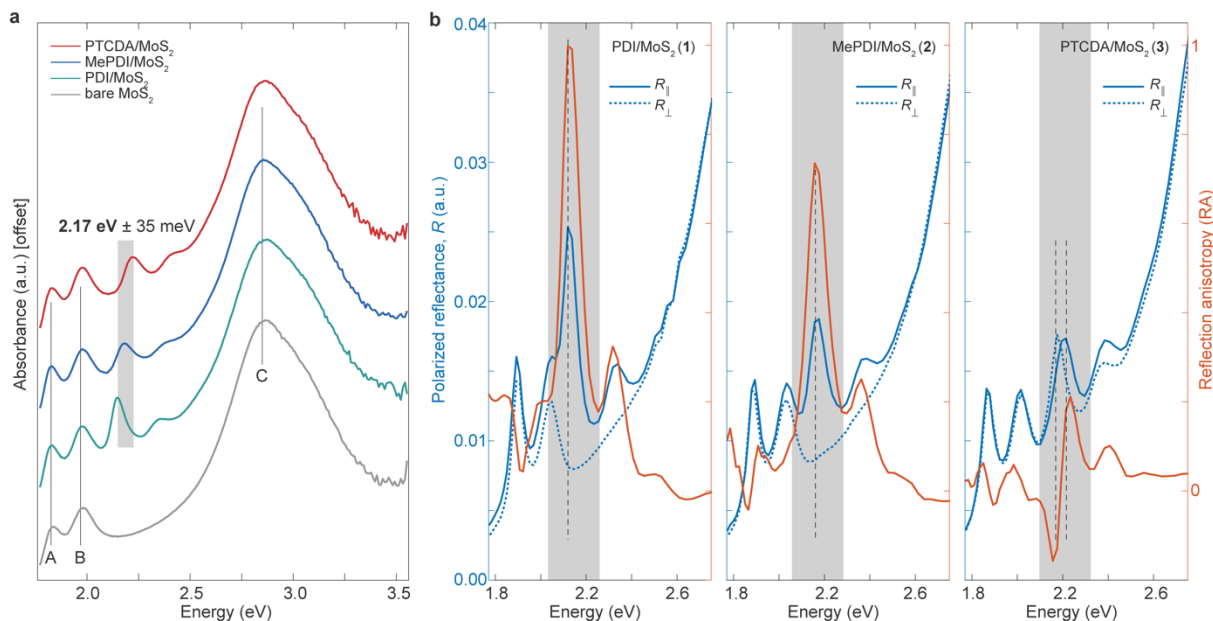 a
PTCDA/MoS2
MePDI/MoS2
PDI/MoS2
bare MoS2
2.17 eV ± 35 meV
A
B
C
Absorbance (a.u.) [offset]
2.0
2.5
3.0
3.5
Energy (eV)
b
Polarized reflectance, R (a.u.)
0.04
0.03
0.02
0.01
0.00
PDI/MoS2 (1)
R∥
R⊥
1.8
2.2
2.6
Energy (eV)
MePDI/MoS2 (2)
R∥
R⊥
1.8
2.2
2.6
Energy (eV)
PTCDA/MoS2 (3)
R∥
R⊥
1.8
2.2
2.6
Energy (eV)
1
0
Reflection anisotropy (RA)